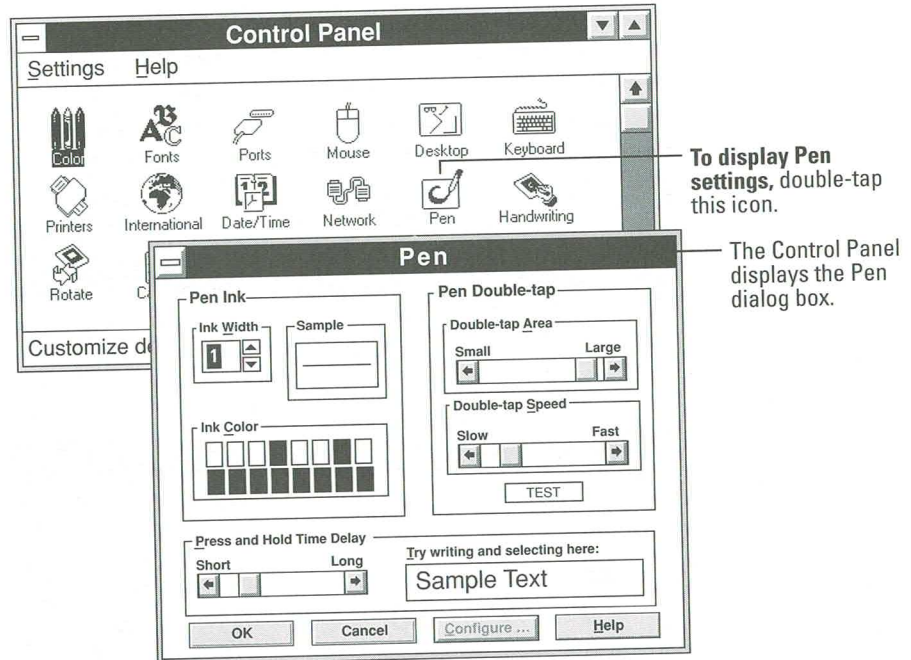 Control Panel
Settings Help
Color Fonts Ports Mouse Desktop Keyboard
Printers International Date/Time Network Pen Handwriting
Rotate
Customize de
To display Pen
settings, double-tap
this icon.
The Control Panel
displays the Pen
dialog box.
Pen
Pen Ink
Ink Width
1
Sample
Ink Color
Pen Double-tap
Double-tap Area
Small Large
Double-tap Speed
Slow Fast
TEST
Press and Hold Time Delay
Short Long
Try writing and selecting here:
Sample Text
OK Cancel Configure ... Help